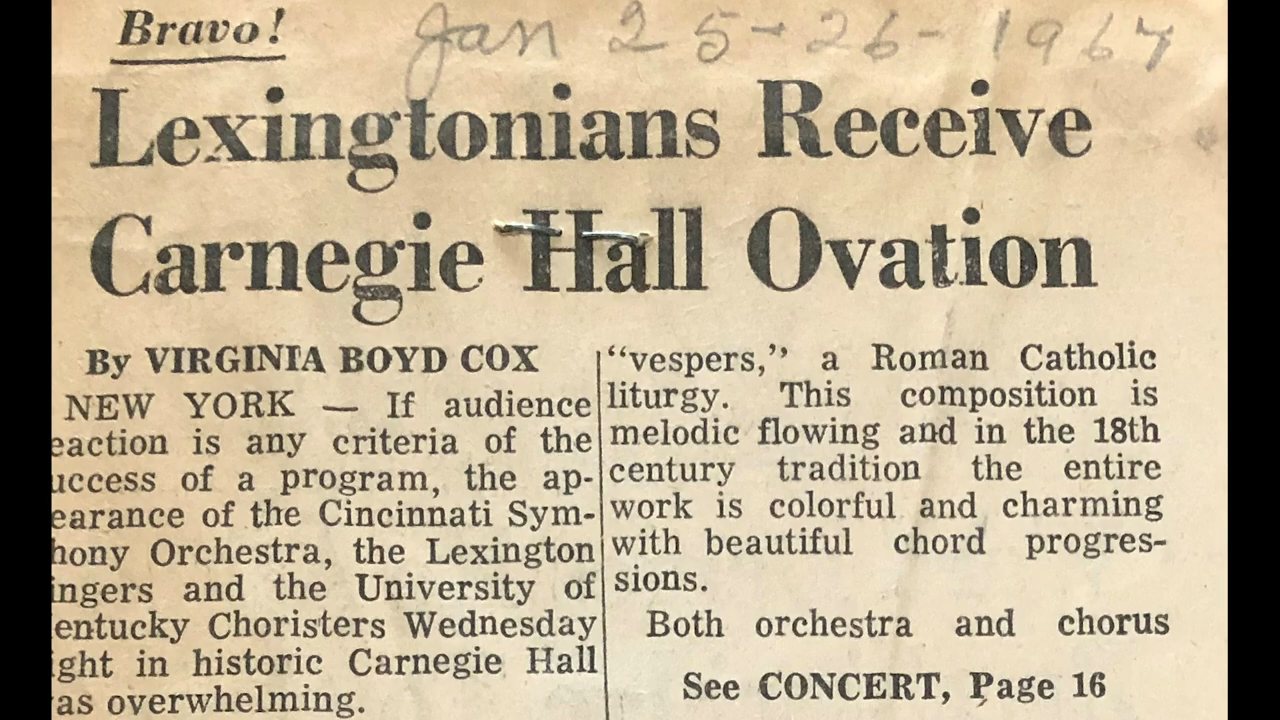 Bravo!
Jan 25-26-1967
Lexingtonians Receive
Carnegie Hall Ovation
By VIRGINIA BOYD COX
NEW YORK — If audience
eaction is any criteria of the
uccess of a program, the ap-
earance of the Cincinnati Sym-
hony Orchestra, the Lexington
ingers and the University of
entucky Choristers Wednesday
ight in historic Carnegie Hall
as overwhelming.
“vespers,” a Roman Catholic
liturgy. This composition is
melodic flowing and in the 18th
century tradition the entire
work is colorful and charming
with beautiful chord progres-
sions.
Both orchestra and chorus
See CONCERT, Page 16